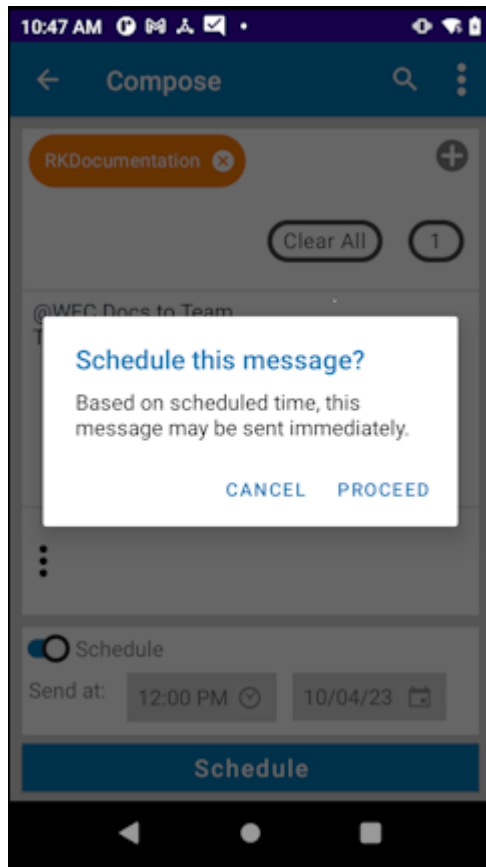 10:47 AM
Compose
RKDocumentation
Clear All
1
@WFC Docs to Team
T
Schedule this message?
Based on scheduled time, this
message may be sent immediately.
CANCEL PROCEED
Schedule
Send at: 12:00 PM 10/04/23
Schedule